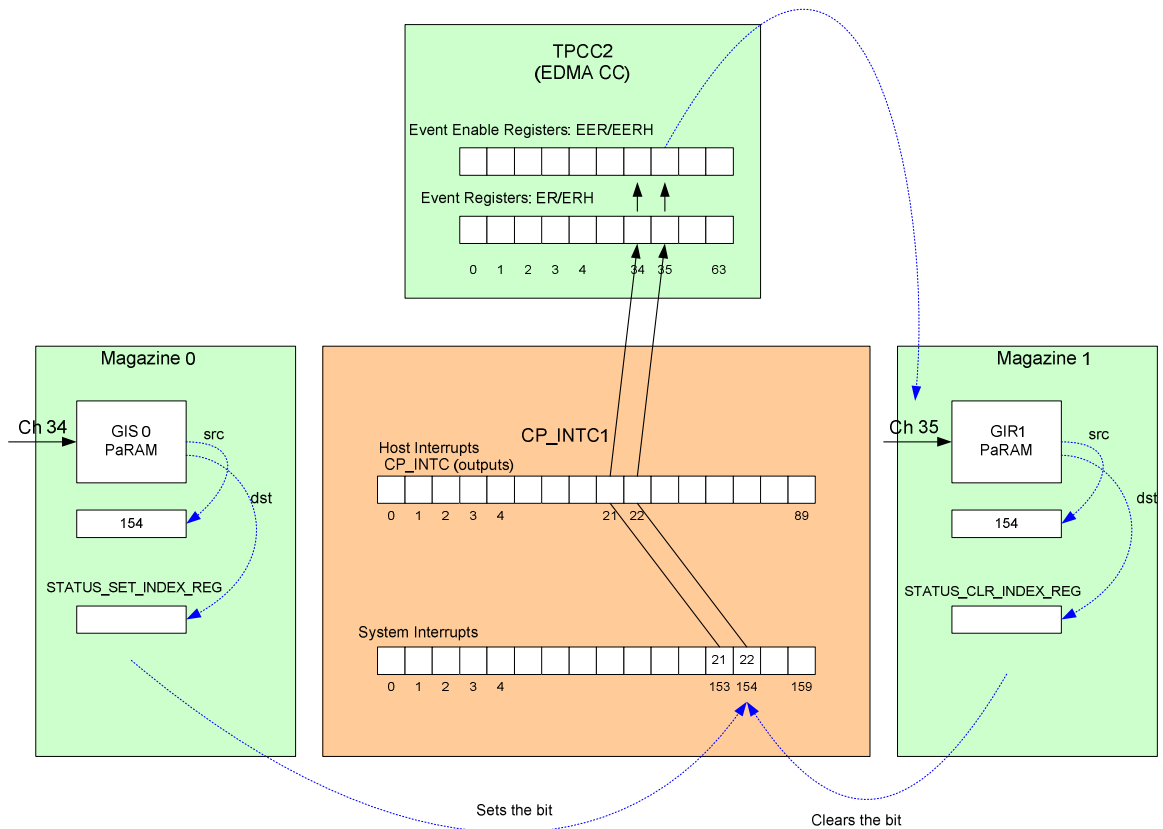 TPCC2
(EDMA CC)
Event Enable Registers: EER/EERH
Event Registers: ER/ERH
0 1 2 3 4 34 35 63
Magazine 0
Ch 34
GIS 0
PaRAM
src
dst
154
STATUS_SET_INDEX_REG
CP_INTC1
Host Interrupts
CP_INTC (outputs)
0 1 2 3 4 21 22 89
System Interrupts
21 22
0 1 2 3 4 153 154 159
Magazine 1
Ch 35
GIR1
PaRAM
src
dst
154
STATUS_CLR_INDEX_REG
Sets the bit
Clears the bit